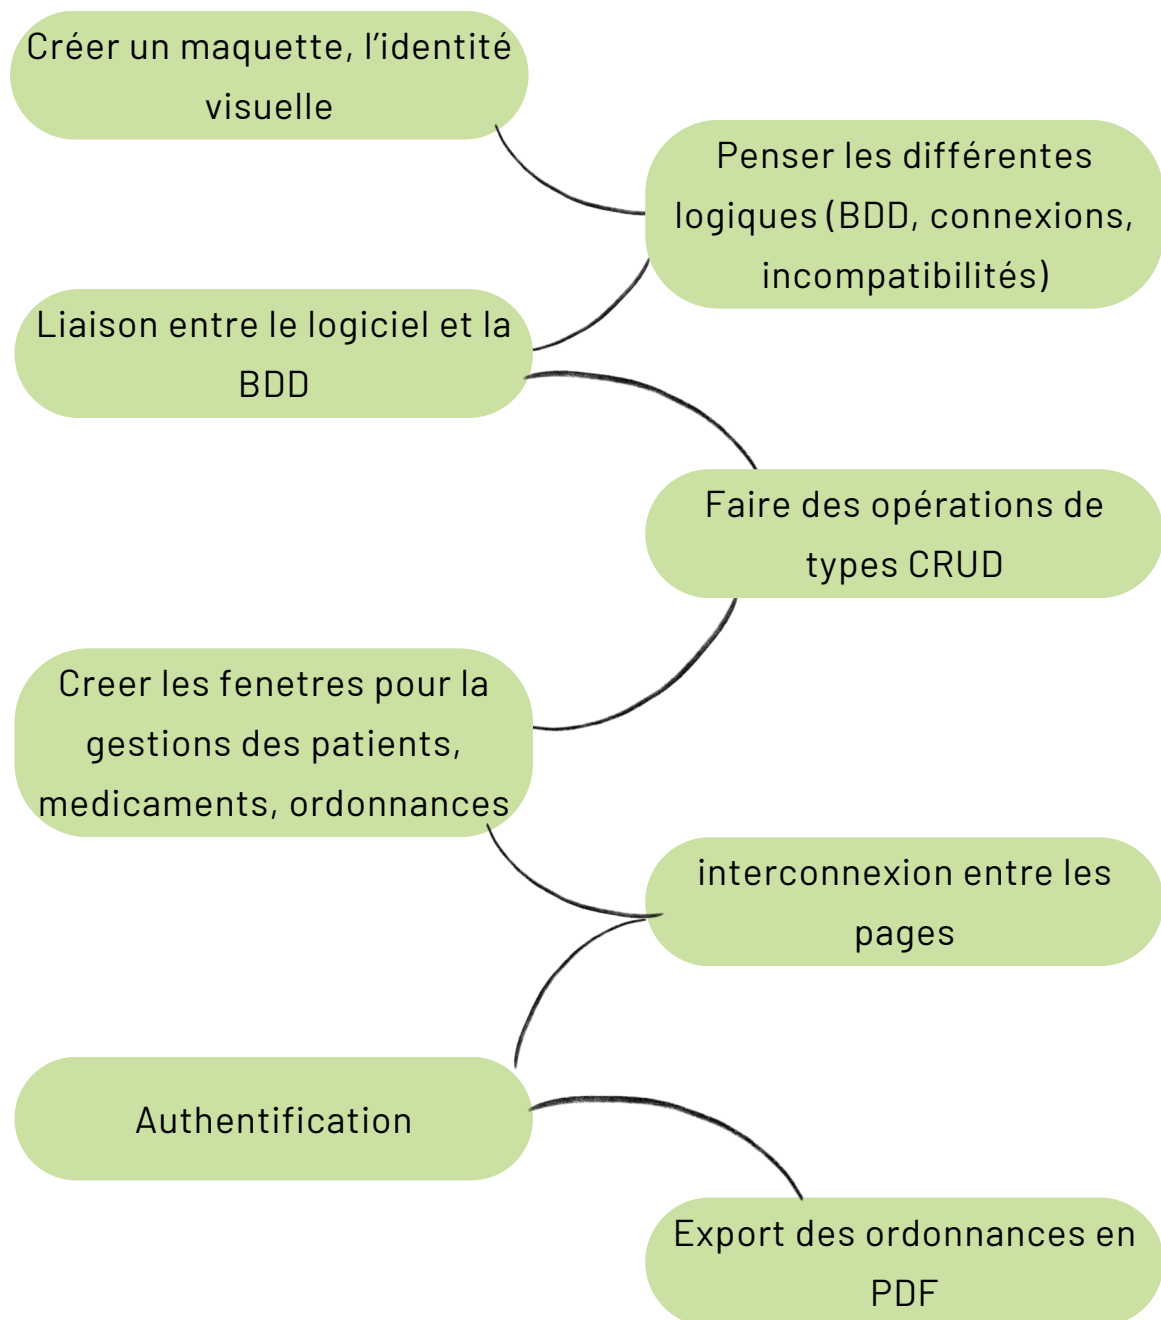 Créer un maquette, l'identité
visuelle
Penser les différentes
logiques (BDD, connexions,
incompatibilités)
Liaison entre le logiciel et la
BDD
Faire des opérations de
types CRUD
Creer les fenetres pour la
gestions des patients,
medicaments, ordonnances
interconnexion entre les
pages
Authentification
Export des ordonnances en
PDF